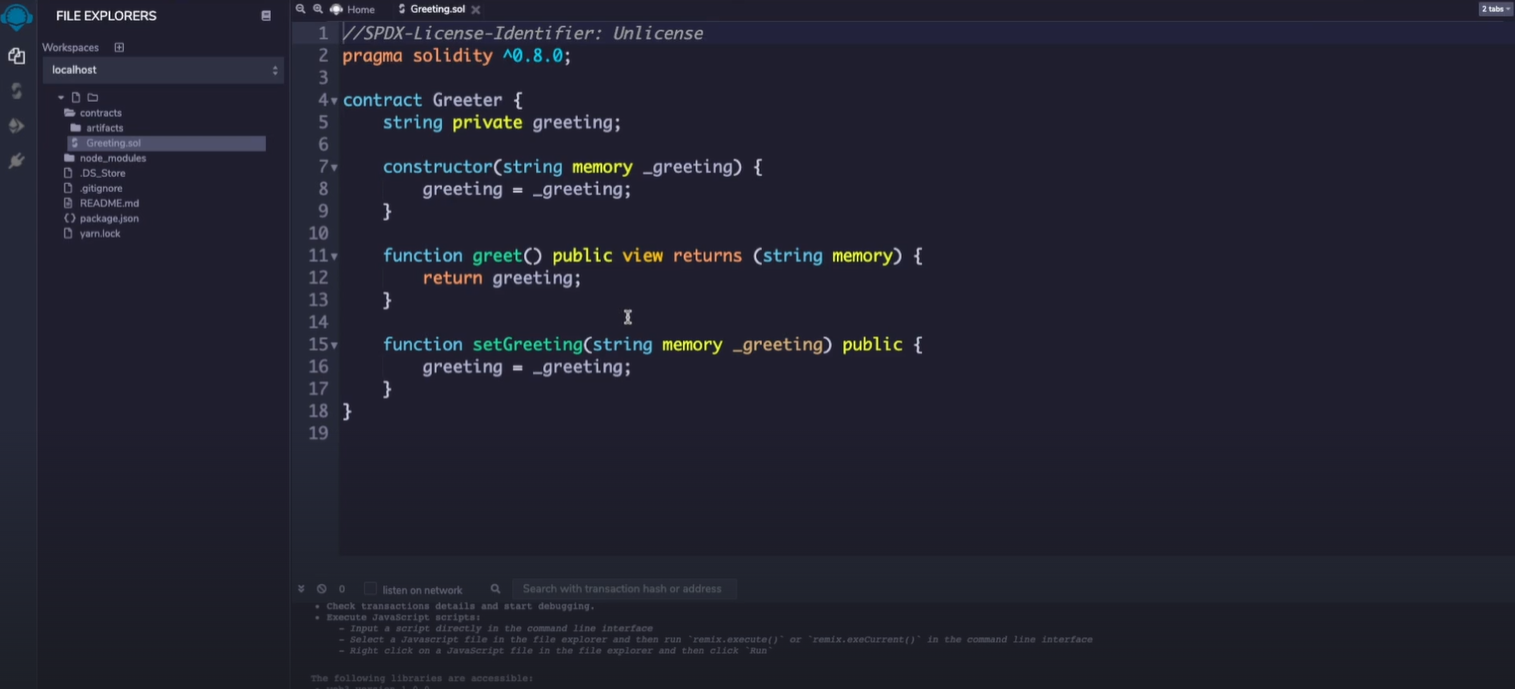 FILE EXPLORERS
Workspaces
localhost
contracts
artifacts
Greeting.sol
node_modules
.DS_Store
.gitignore
README.md
package.json
yarn.lock
Home
Greeting.sol
2 tabs
1 //SPDX-License-Identifier: Unlicense
2 pragma solidity ^0.8.0;
3
4 contract Greeter {
5 string private greeting;
6
7 constructor(string memory _greeting) {
8 greeting = _greeting;
9 }
10
11 function greet() public view returns (string memory) {
12 return greeting;
13 }
14
15 function setGreeting(string memory _greeting) public {
16 greeting = _greeting;
17 }
18 }
19
0 listen on network Search with transaction hash or address
• Check transactions details and start debugging.
• Execute JavaScript scripts:
- Input a script directly in the command line interface
- Select a Javascript file in the file explorer and then run `remix.execute()` or `remix.exeCurrent()` in the command line interface
- Right click on a JavaScript file in the file explorer and then click `Run`
The following libraries are accessible: